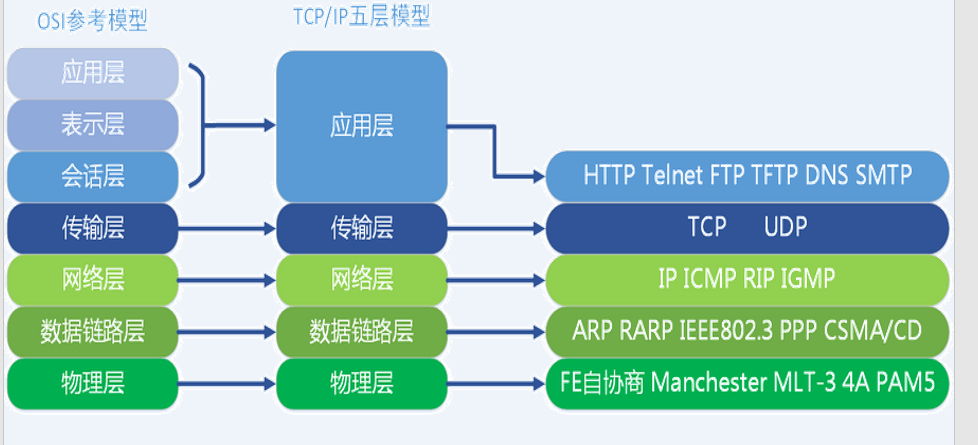 OSI参考模型
TCP/IP五层模型
应用层
表示层
会话层
应用层
HTTP Telnet FTP TFTP DNS SMTP
传输层
传输层
TCP UDP
网络层
网络层
IP ICMP RIP IGMP
数据链路层
数据链路层
ARP RARP IEEE802.3 PPP CSMA/CD
物理层
物理层
FE自协商 Manchester MLT-3 4A PAM5